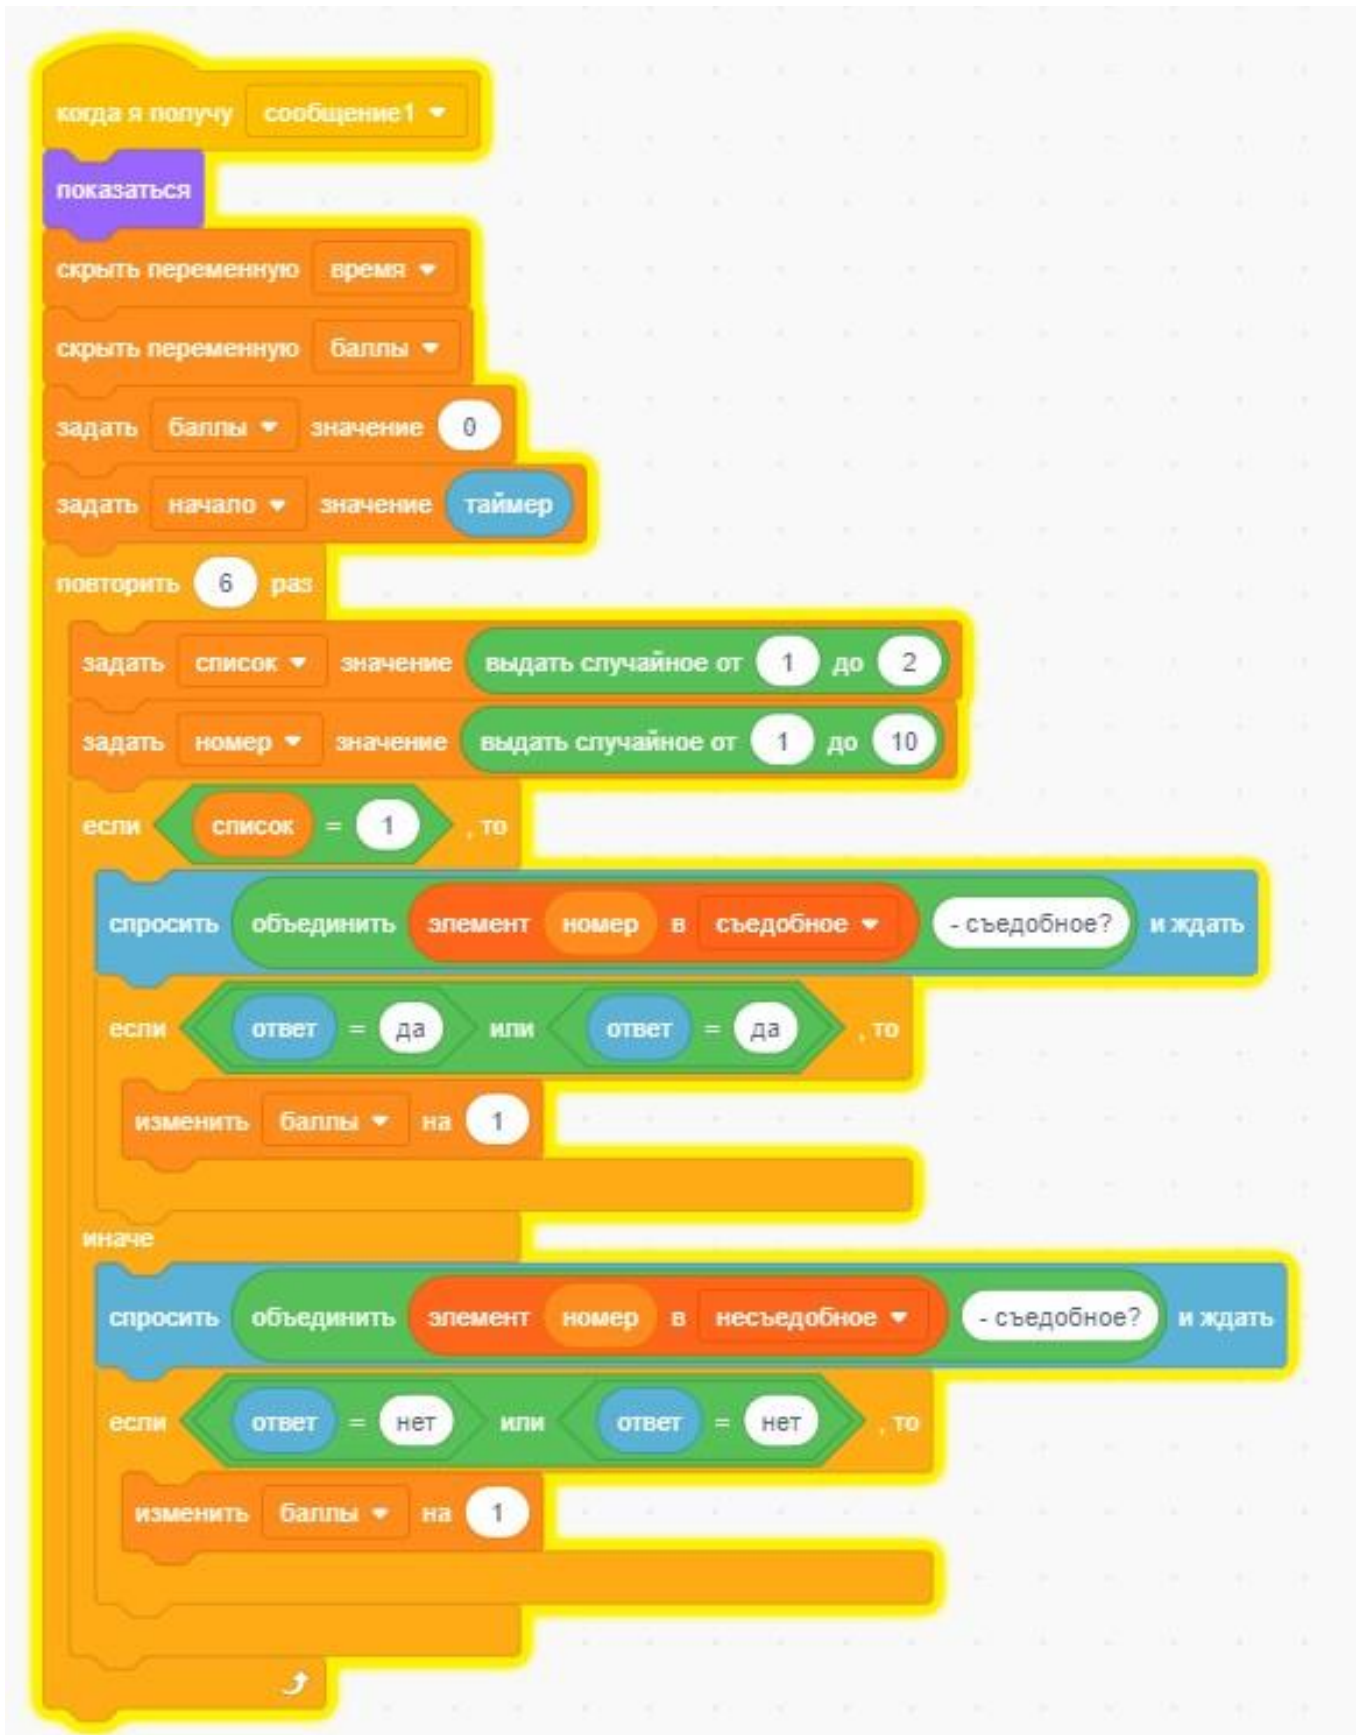 когда я получу сообщение1
показаться
скрыть переменную время
скрыть переменную баллы
задать баллы значение 0
задать начало значение таймер
повторить 6 раз
задать список значение выдать случайное от 1 до 2
задать номер значение выдать случайное от 1 до 10
если список = 1 , то
спросить объединить элемент номер в съедобное - съедобное? и ждать
если ответ = да или ответ = да , то
изменить баллы на 1
иначе
спросить объединить элемент номер в несъедобное - съедобное? и ждать
если ответ = нет или ответ = нет , то
изменить баллы на 1